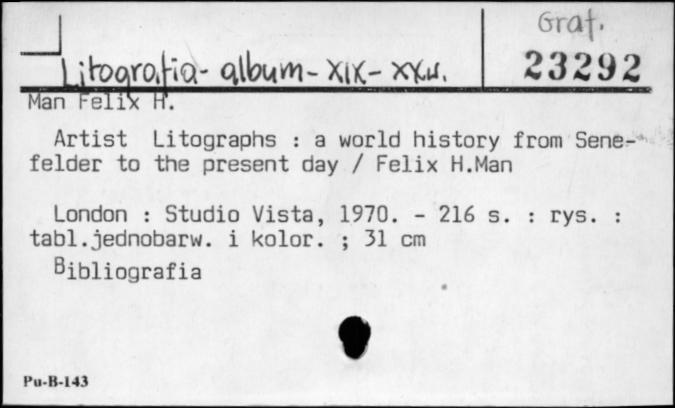 Graf.
Litografia- album- XIX- XXw.
23292
Man Felix H.
Artist Litographs : a world history from Sene-
felder to the present day / Felix H.Man
London : Studio Vista, 1970. - 216 s. : rys. :
tabl.jednobarw. i kolor. ; 31 cm
Bibliografia
Pu-B-143